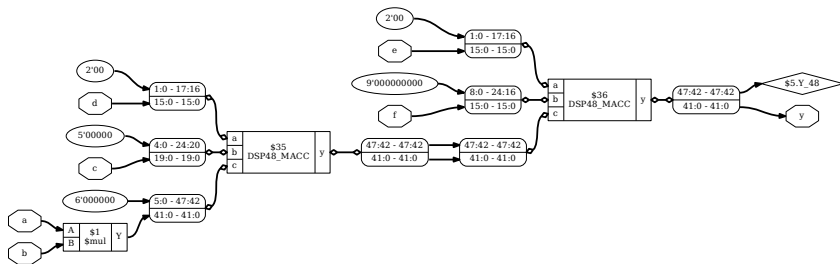 2'00
1:0 - 17:16
e
15:0 - 15:0
9'000000000
8:0 - 24:16
f
15:0 - 15:0
a
b
c
$36
DSP48_MACC
y
47:42 - 47:42
41:0 - 41:0
$5.Y_48
y
2'00
1:0 - 17:16
d
15:0 - 15:0
5'00000
4:0 - 24:20
c
19:0 - 19:0
a
b
c
$35
DSP48_MACC
y
47:42 - 47:42
41:0 - 41:0
47:42 - 47:42
41:0 - 41:0
6'000000
5:0 - 47:42
41:0 - 41:0
a
b
A
B
$1
$mul
Y